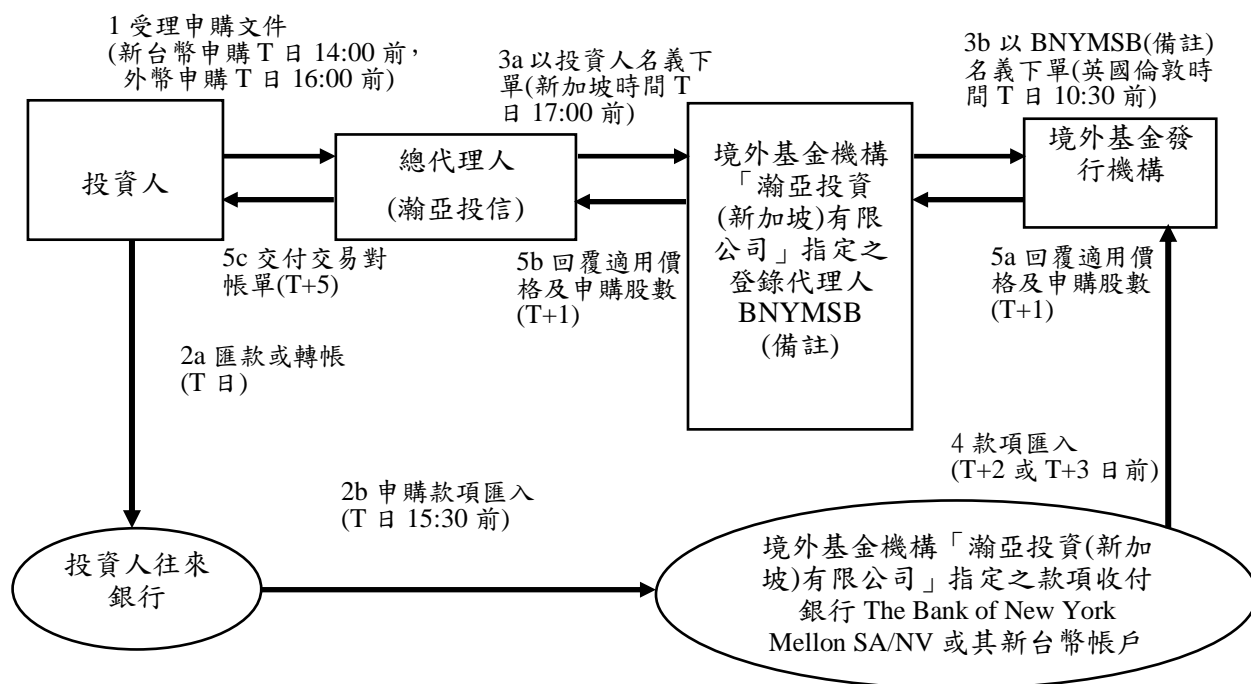 1 受理申購文件
(新台幣申購 T 日 14:00 前，
外幣申購 T 日 16:00 前)
3a 以投資人名義下
單(新加坡時間 T
日 17:00 前)
3b 以 BNYMSB(備註)
名義下單(英國倫敦時
間 T 日 10:30 前)
投資人
總代理人
(瀚亞投信)
境外基金機構
「瀚亞投資
(新加坡)有限
公司」指定之
登錄代理人
BNYMSB
(備註)
境外基金發
行機構
5c 交付交易對
帳單(T+5)
5b 回覆適用價
格及申購股數
(T+1)
5a 回覆適用價
格及申購股數
(T+1)
2a 匯款或轉帳
(T 日)
4 款項匯入
(T+2 或 T+3 日前)
2b 申購款項匯入
(T 日 15:30 前)
投資人往來
銀行
境外基金機構「瀚亞投資(新加
坡)有限公司」指定之款項收付
銀行 The Bank of New York
Mellon SA/NV 或其新台幣帳戶